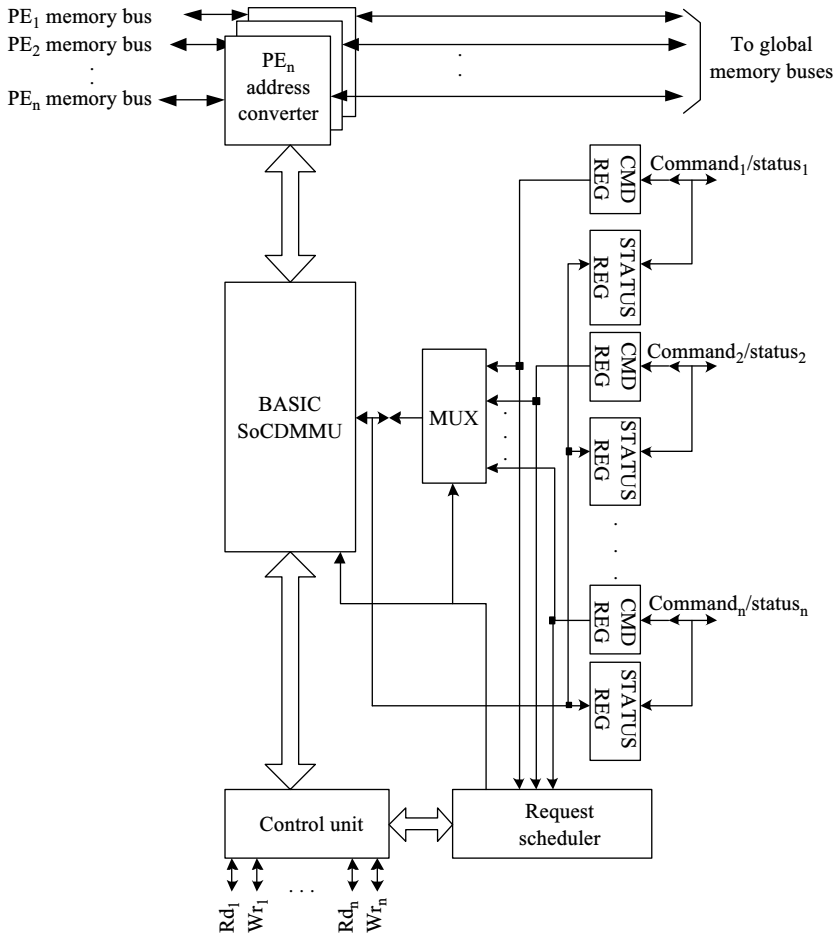 PE₁ memory bus
PE₂ memory bus
⋮
PEₙ memory bus
PEₙ
address
converter
. .
To global
memory buses
CMD
REG
Command₁/status₁
STATUS
REG
CMD
REG
Command₂/status₂
BASIC
SoCDMMU
MUX
. . . .
STATUS
REG
. . .
CMD
REG
Commandₙ/statusₙ
STATUS
REG
Control unit
Request
scheduler
Rd₁
Wr₁
. . .
Rdₙ
Wrₙ